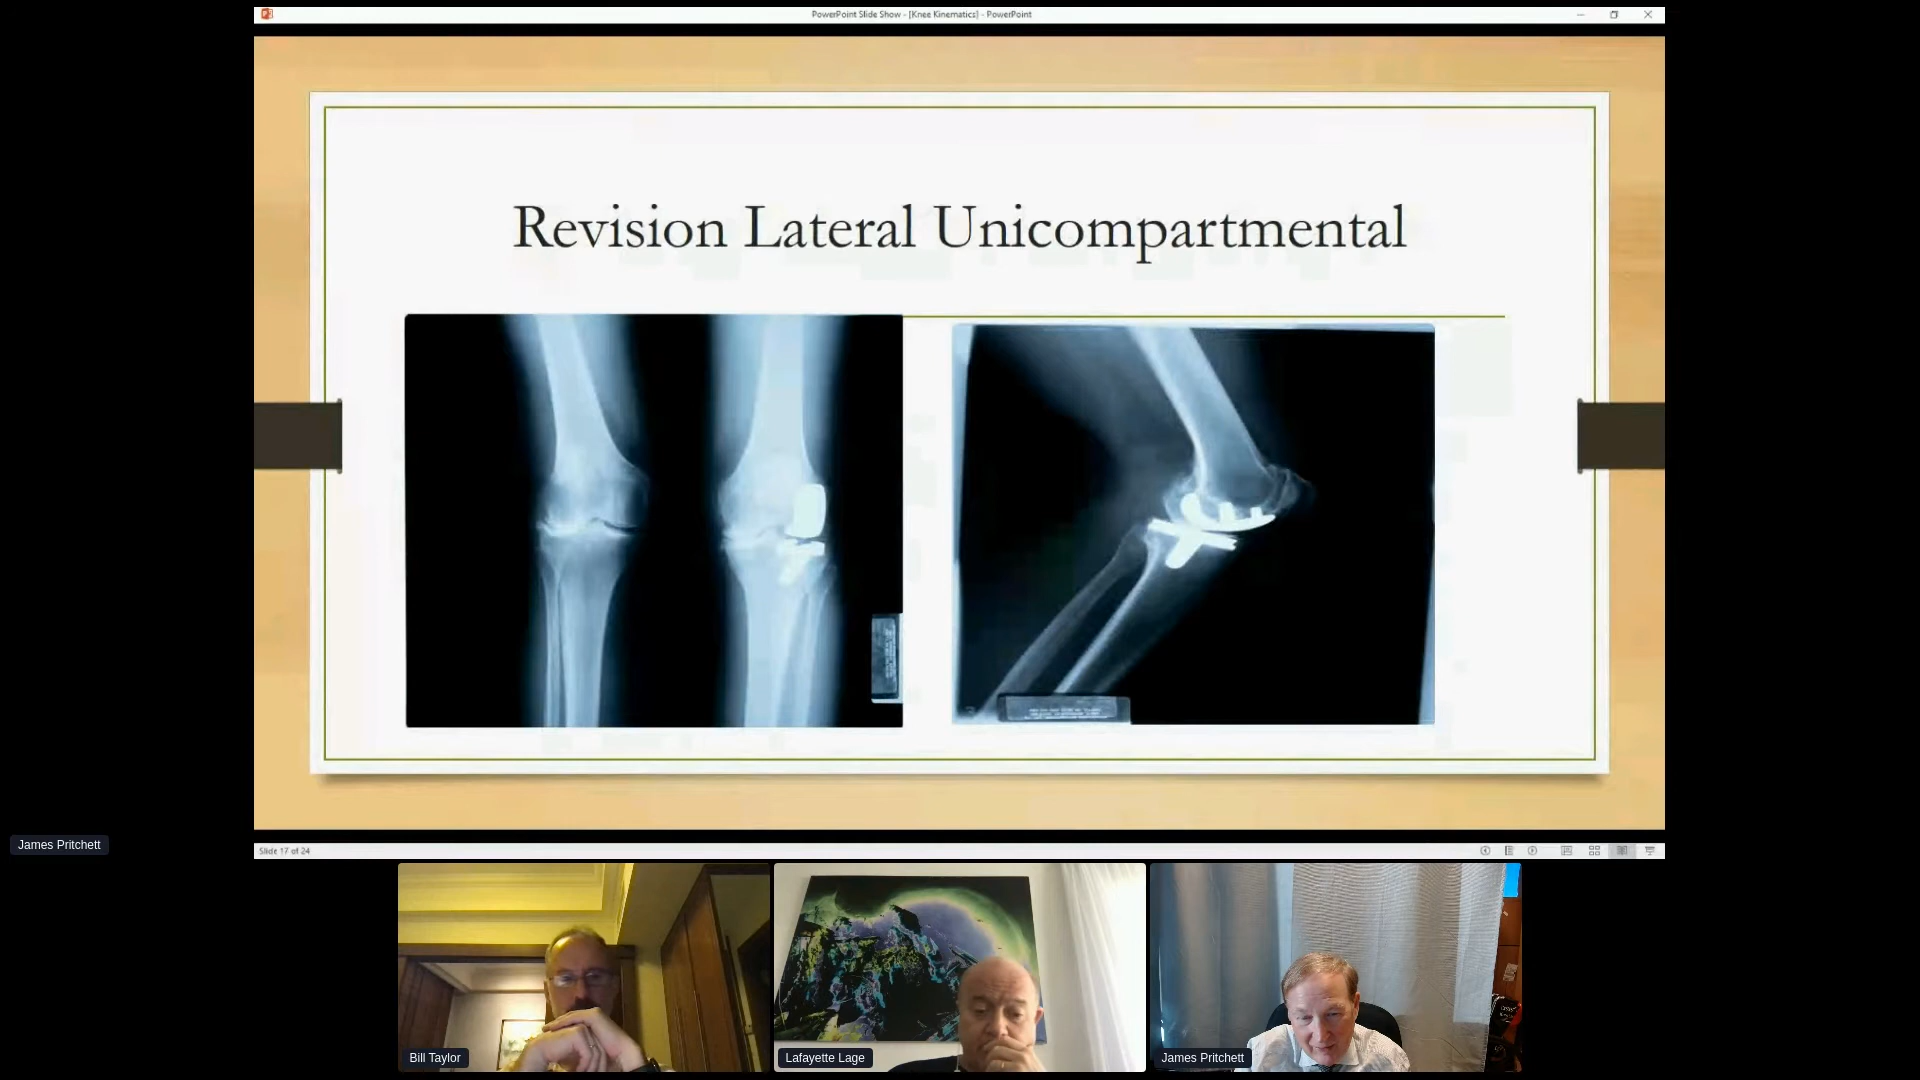 PowerPoint Slide Show - [Knee Kinematics] - PowerPoint
Revision Lateral Unicompartmental
James Pritchett
Slide 17 of 24
Bill Taylor
Lafayette Lage
James Pritchett